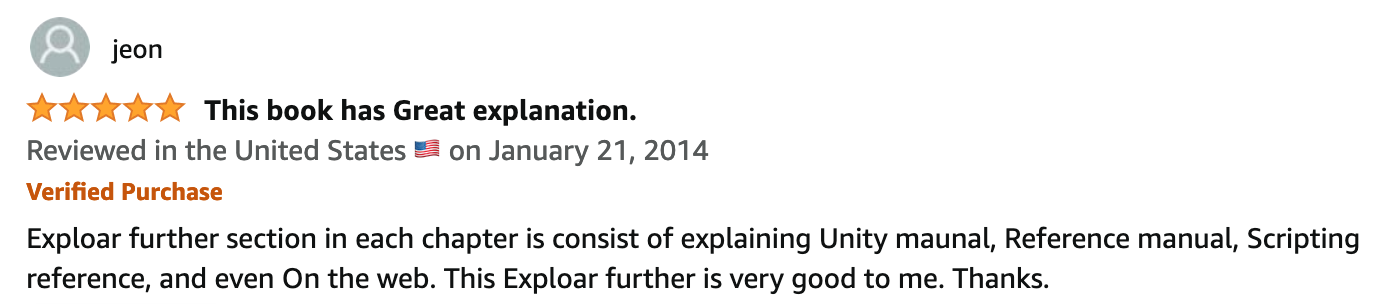 jeon
This book has Great explanation.
Reviewed in the United States 🇺🇸 on January 21, 2014
Verified Purchase
Exploar further section in each chapter is consist of explaining Unity maunal, Reference manual, Scripting
reference, and even On the web. This Exploar further is very good to me. Thanks.